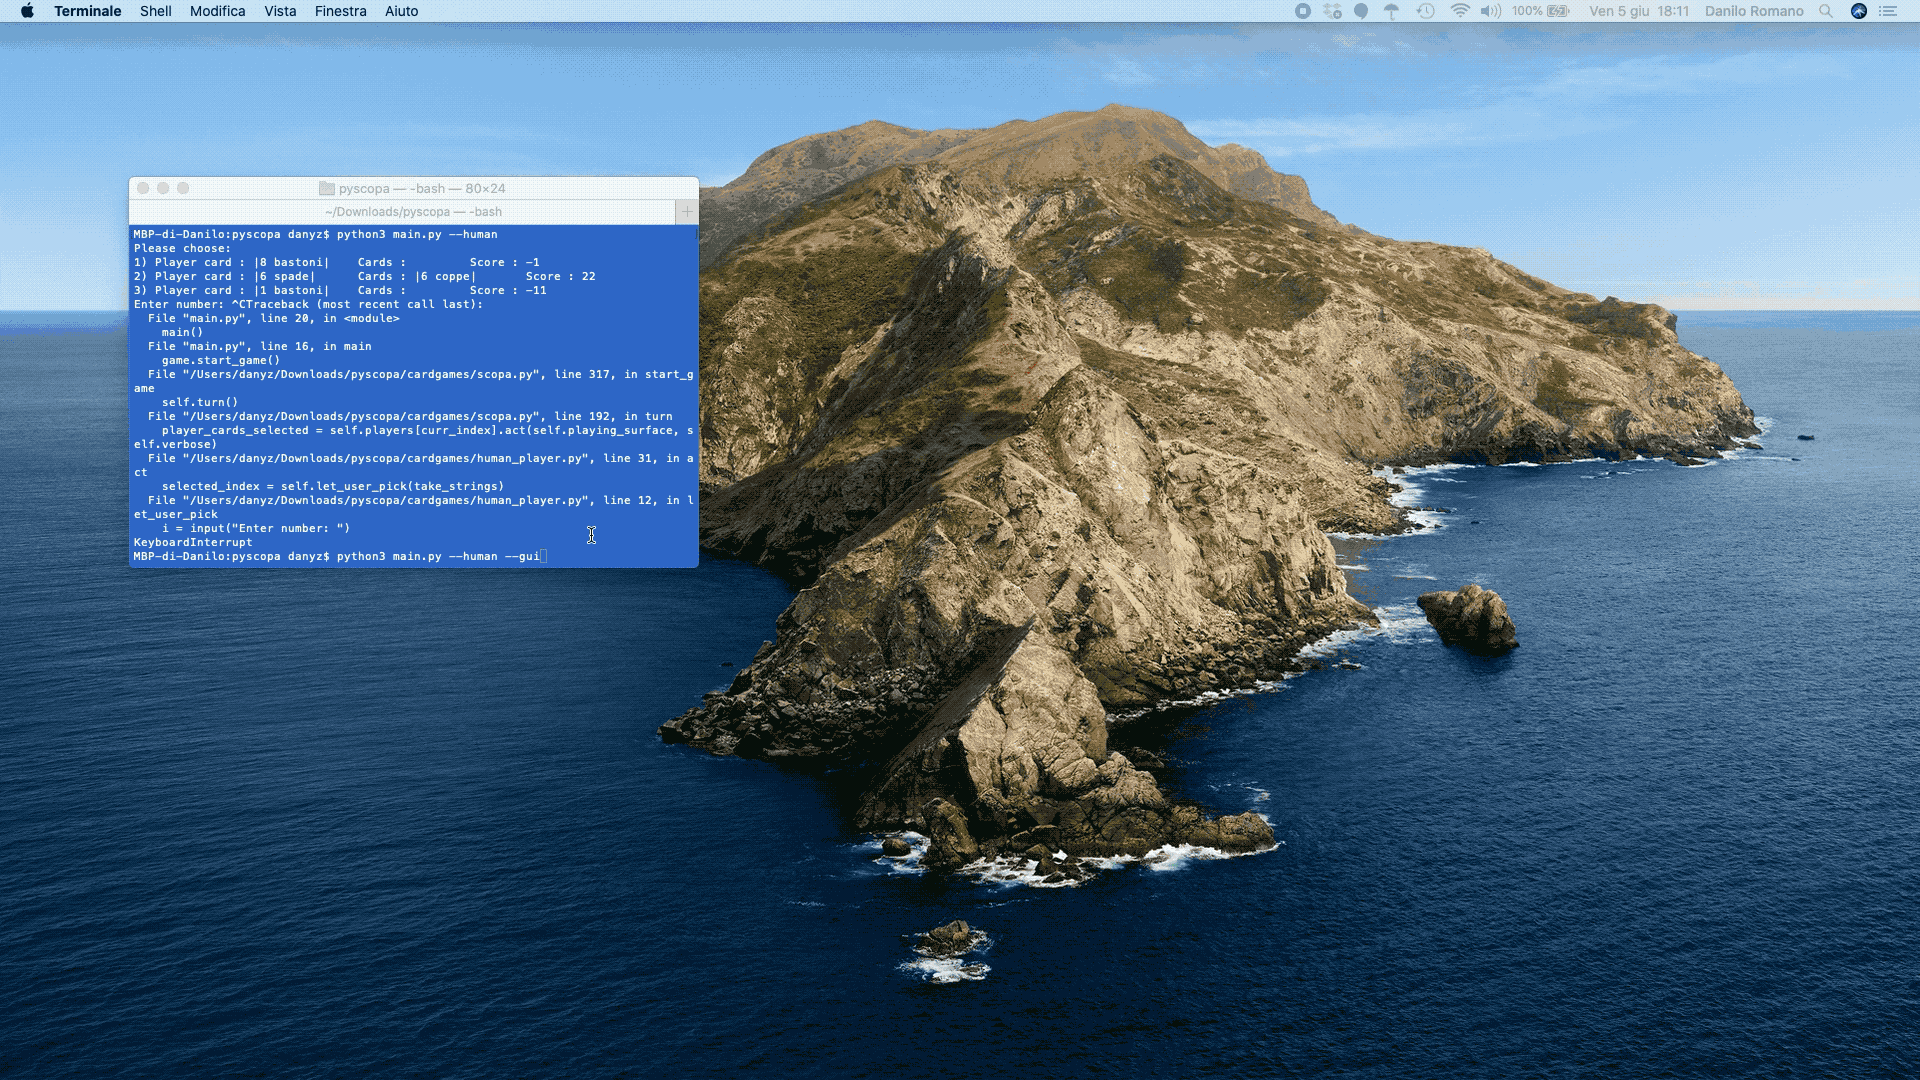 Terminale Shell Modifica Vista Finestra Aiuto 100% Ven 5 giu 18:11 Danilo Romano
pyscopa — -bash — 80×24
~/Downloads/pyscopa — -bash
MBP-di-Danilo:pyscopa danyz$ python3 main.py --human
Please choose:
1) Player card : |8 bastoni|    Cards :         Score : -1
2) Player card : |6 spade|      Cards : |6 coppe|       Score : 22
3) Player card : |1 bastoni|    Cards :         Score : -11
Enter number: ^CTraceback (most recent call last):
  File "main.py", line 20, in <module>
    main()
  File "main.py", line 16, in main
    game.start_game()
  File "/Users/danyz/Downloads/pyscopa/cardgames/scopa.py", line 317, in start_g
ame
    self.turn()
  File "/Users/danyz/Downloads/pyscopa/cardgames/scopa.py", line 192, in turn
    player_cards_selected = self.players[curr_index].act(self.playing_surface, s
elf.verbose)
  File "/Users/danyz/Downloads/pyscopa/cardgames/human_player.py", line 31, in a
ct
    selected_index = self.let_user_pick(take_strings)
  File "/Users/danyz/Downloads/pyscopa/cardgames/human_player.py", line 12, in l
et_user_pick
    i = input("Enter number: ")
KeyboardInterrupt
MBP-di-Danilo:pyscopa danyz$ python3 main.py --human --gui